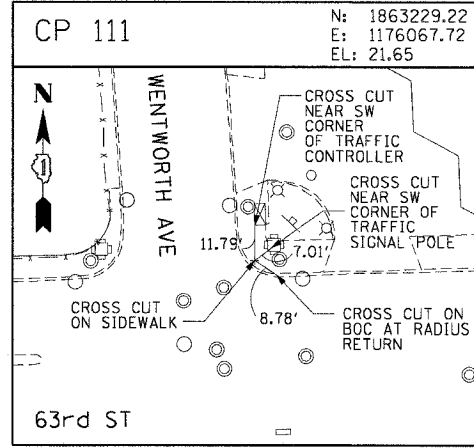 CP 111
N: 1863229.22
E: 1176067.72
EL: 21.65
N
1
WENTWORTH AVE
CROSS CUT
NEAR SW
CORNER
OF TRAFFIC
CONTROLLER
CROSS CUT
NEAR SW
CORNER OF
TRAFFIC
SIGNAL POLE
11.79'
7.01'
8.78'
CROSS CUT
ON SIDEWALK
CROSS CUT ON
BOC AT RADIUS
RETURN
63rd ST